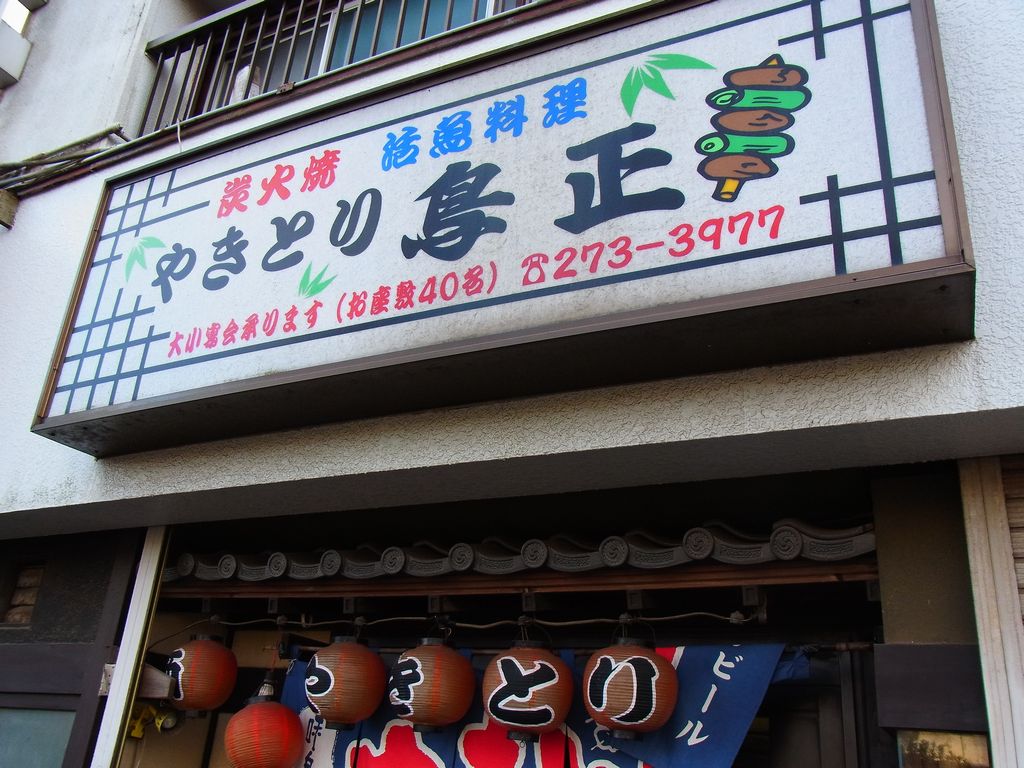 炭火焼 活魚料理
やきとり鳥正
大小宴会承ります（お座敷40名）☎273-3977
やきとり
ビール